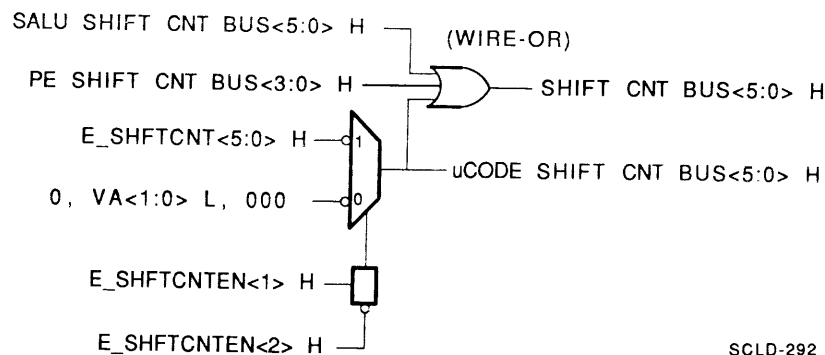 SALU SHIFT CNT BUS<5:0> H
(WIRE-OR)
PE SHIFT CNT BUS<3:0> H
SHIFT CNT BUS<5:0> H
E_SHFTCNT<5:0> H
1
uCODE SHIFT CNT BUS<5:0> H
0, VA<1:0> L, 000
0
E_SHFTCNTEN<1> H
E_SHFTCNTEN<2> H
SCLD-292